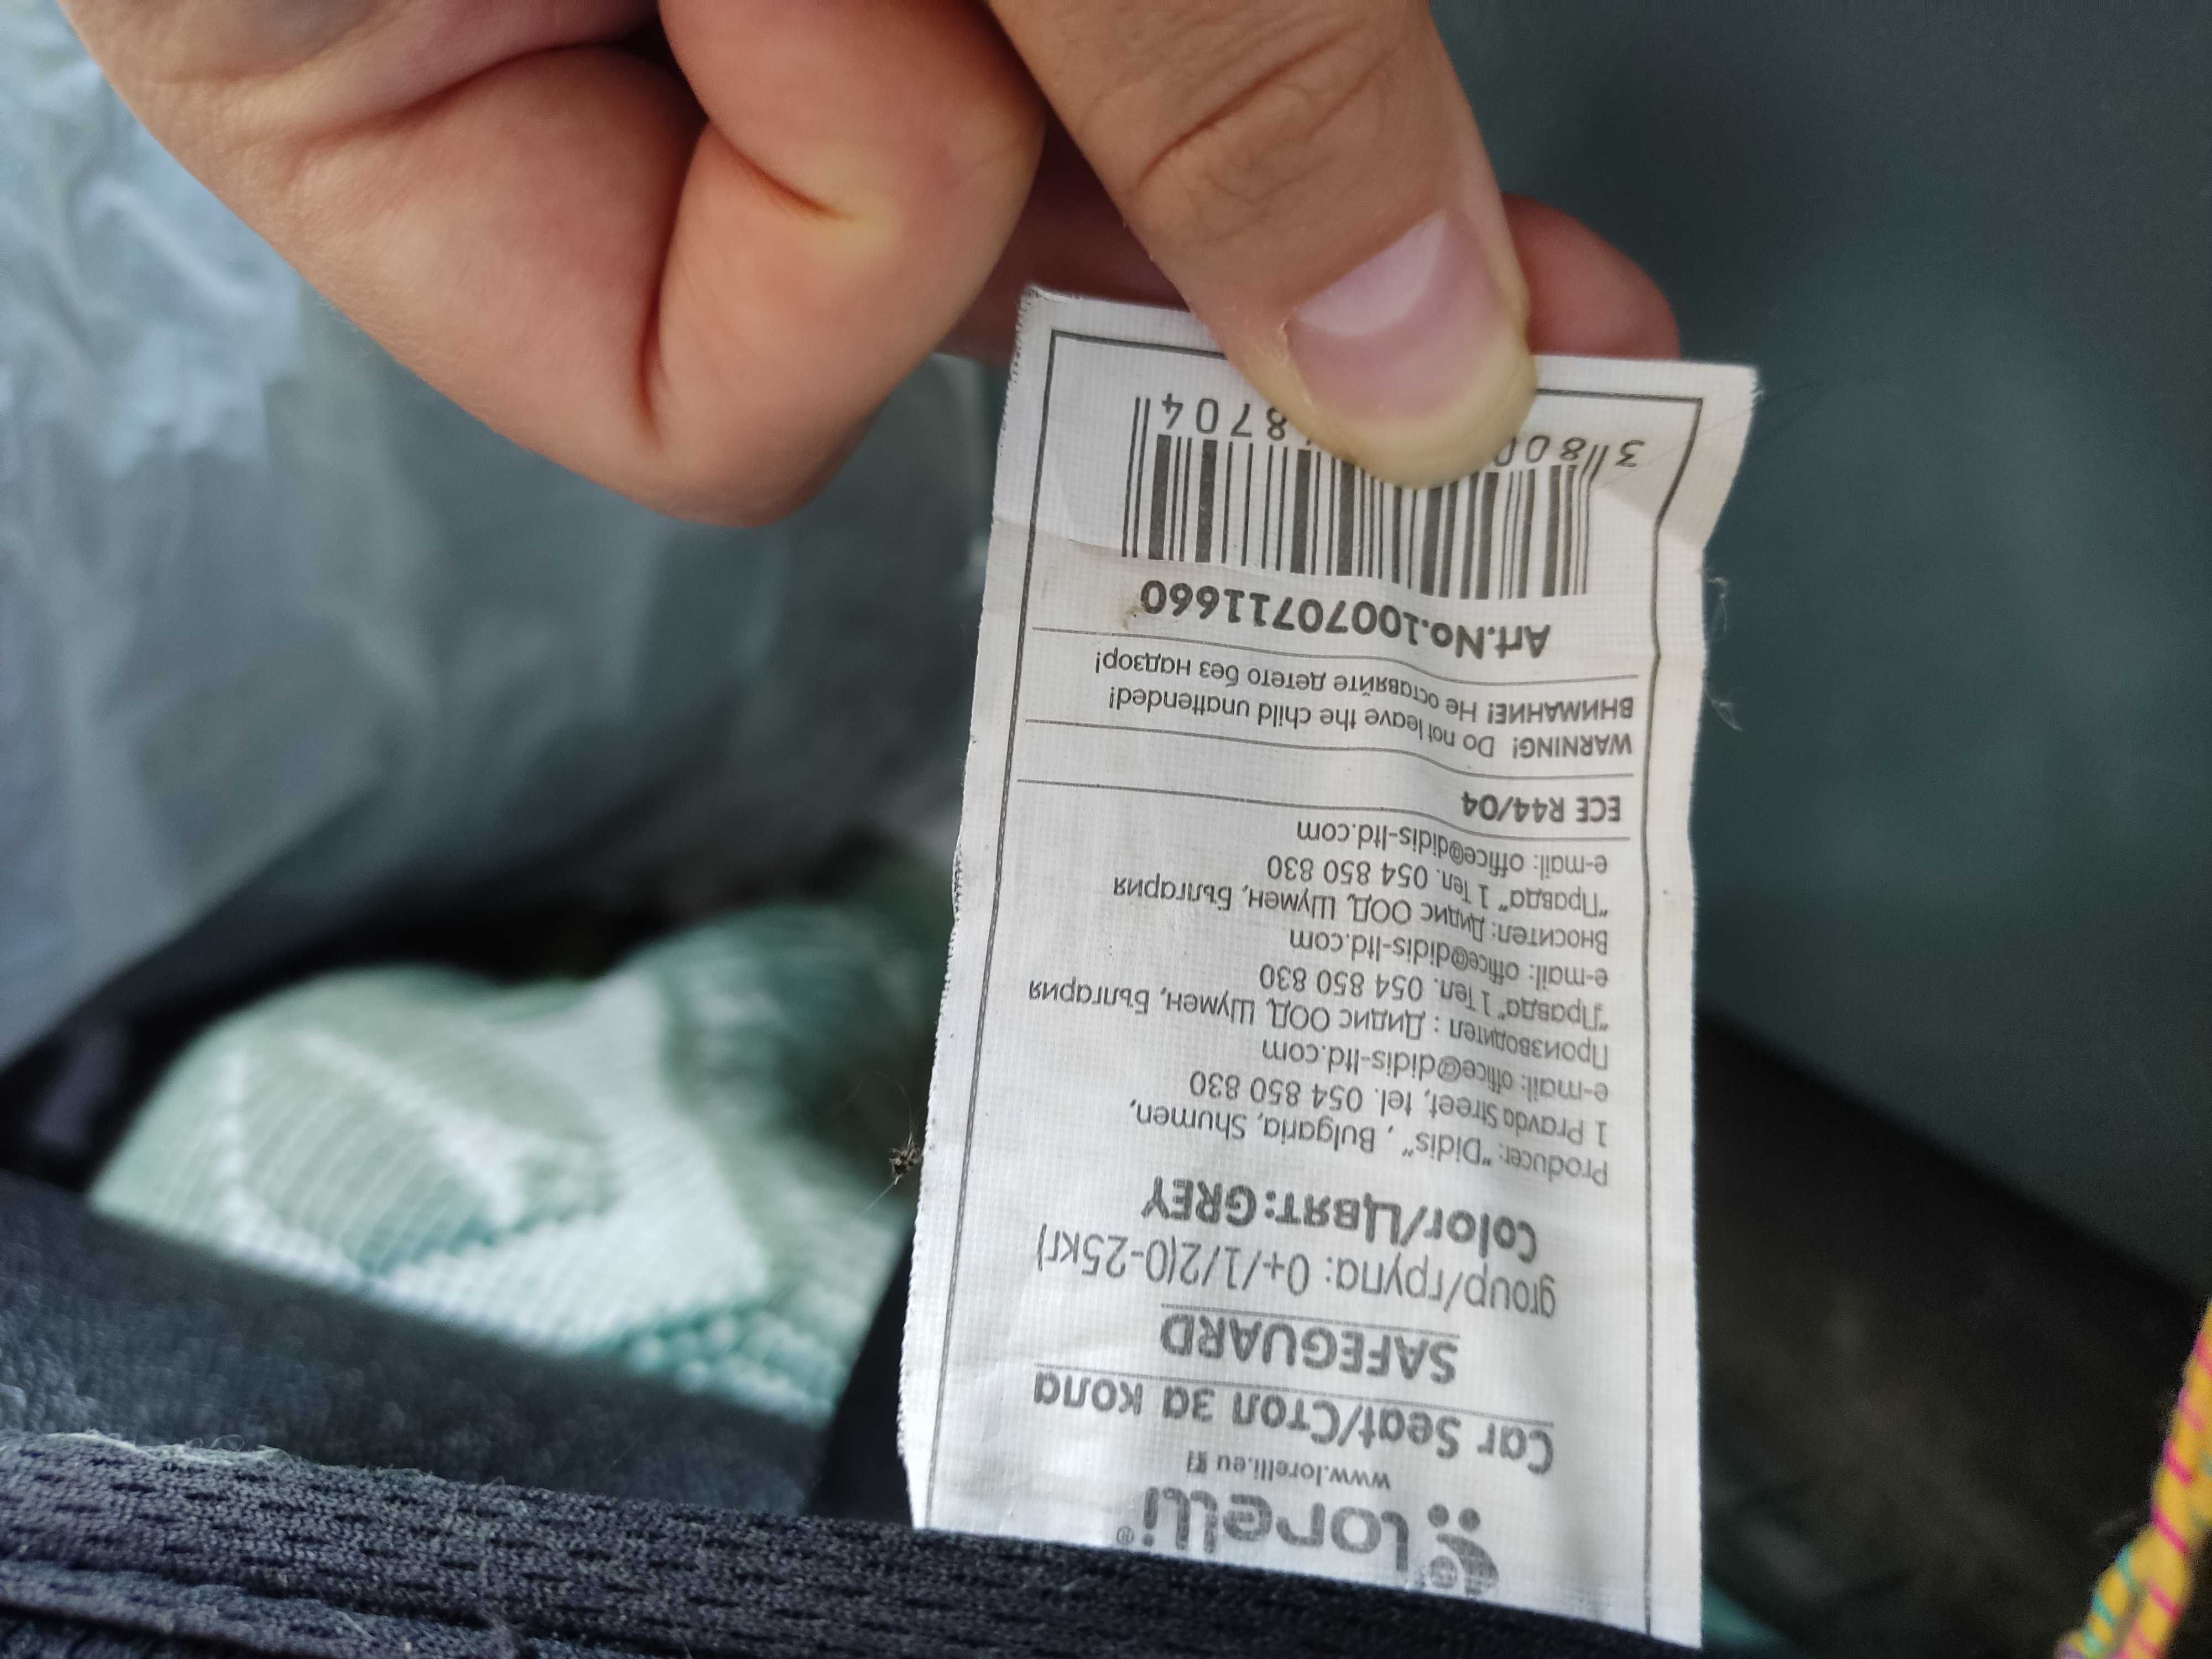 lorelli®
www.lorelli.eu
Car Seat/Стол за кола
SAFEGUARD
group/група: 0+/1/2(0-25кг)
Color/Цвят:GREY
Producer: "Didis" , Bulgaria, Shumen,
1 Pravda Street, tel. 054 850 830
e-mail: office@didis-ltd.com
Производител : Дидис ООД, Шумен, България
"Правда" 1 Тел. 054 850 830
e-mail: office@didis-ltd.com
Вносител: Дидис ООД, Шумен, България
"Правда" 1 Тел. 054 850 830
e-mail: office@didis-ltd.com
ECE R44/04
WARNING! Do not leave the child unattended!
ВНИМАНИЕ! Не оставяйте детето без надзор!
Art.No.10070711660
3 800 8704